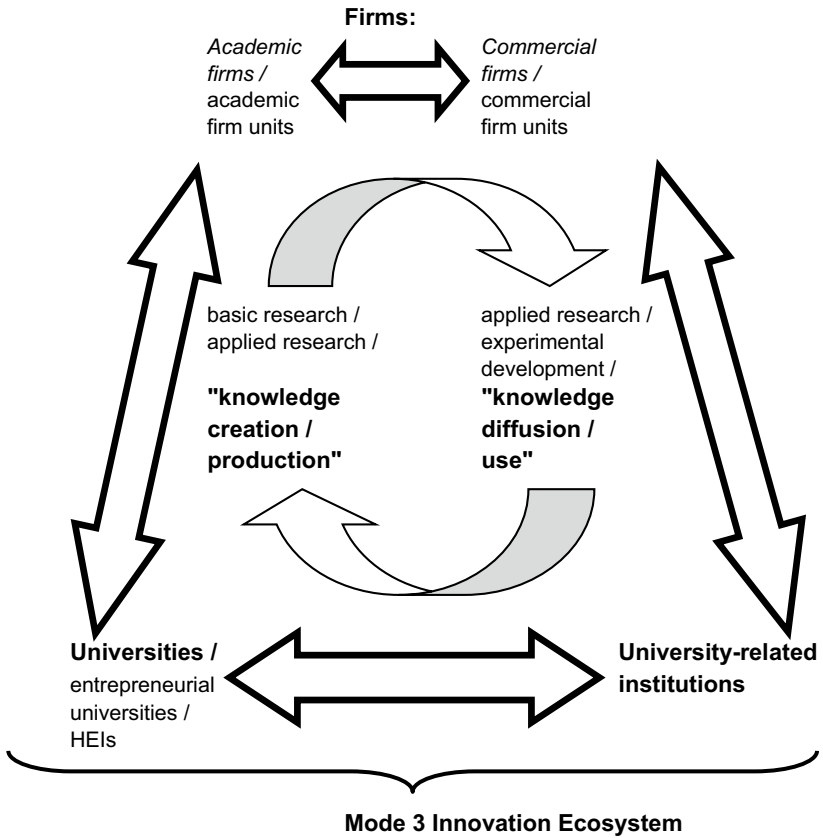 Firms:
Academic
firms /
academic
firm units
Commercial
firms /
commercial
firm units
basic research /
applied research /
"knowledge
creation /
production"
applied research /
experimental
development /
"knowledge
diffusion /
use"
Universities /
entrepreneurial
universities /
HEIs
University-related
institutions
Mode 3 Innovation Ecosystem